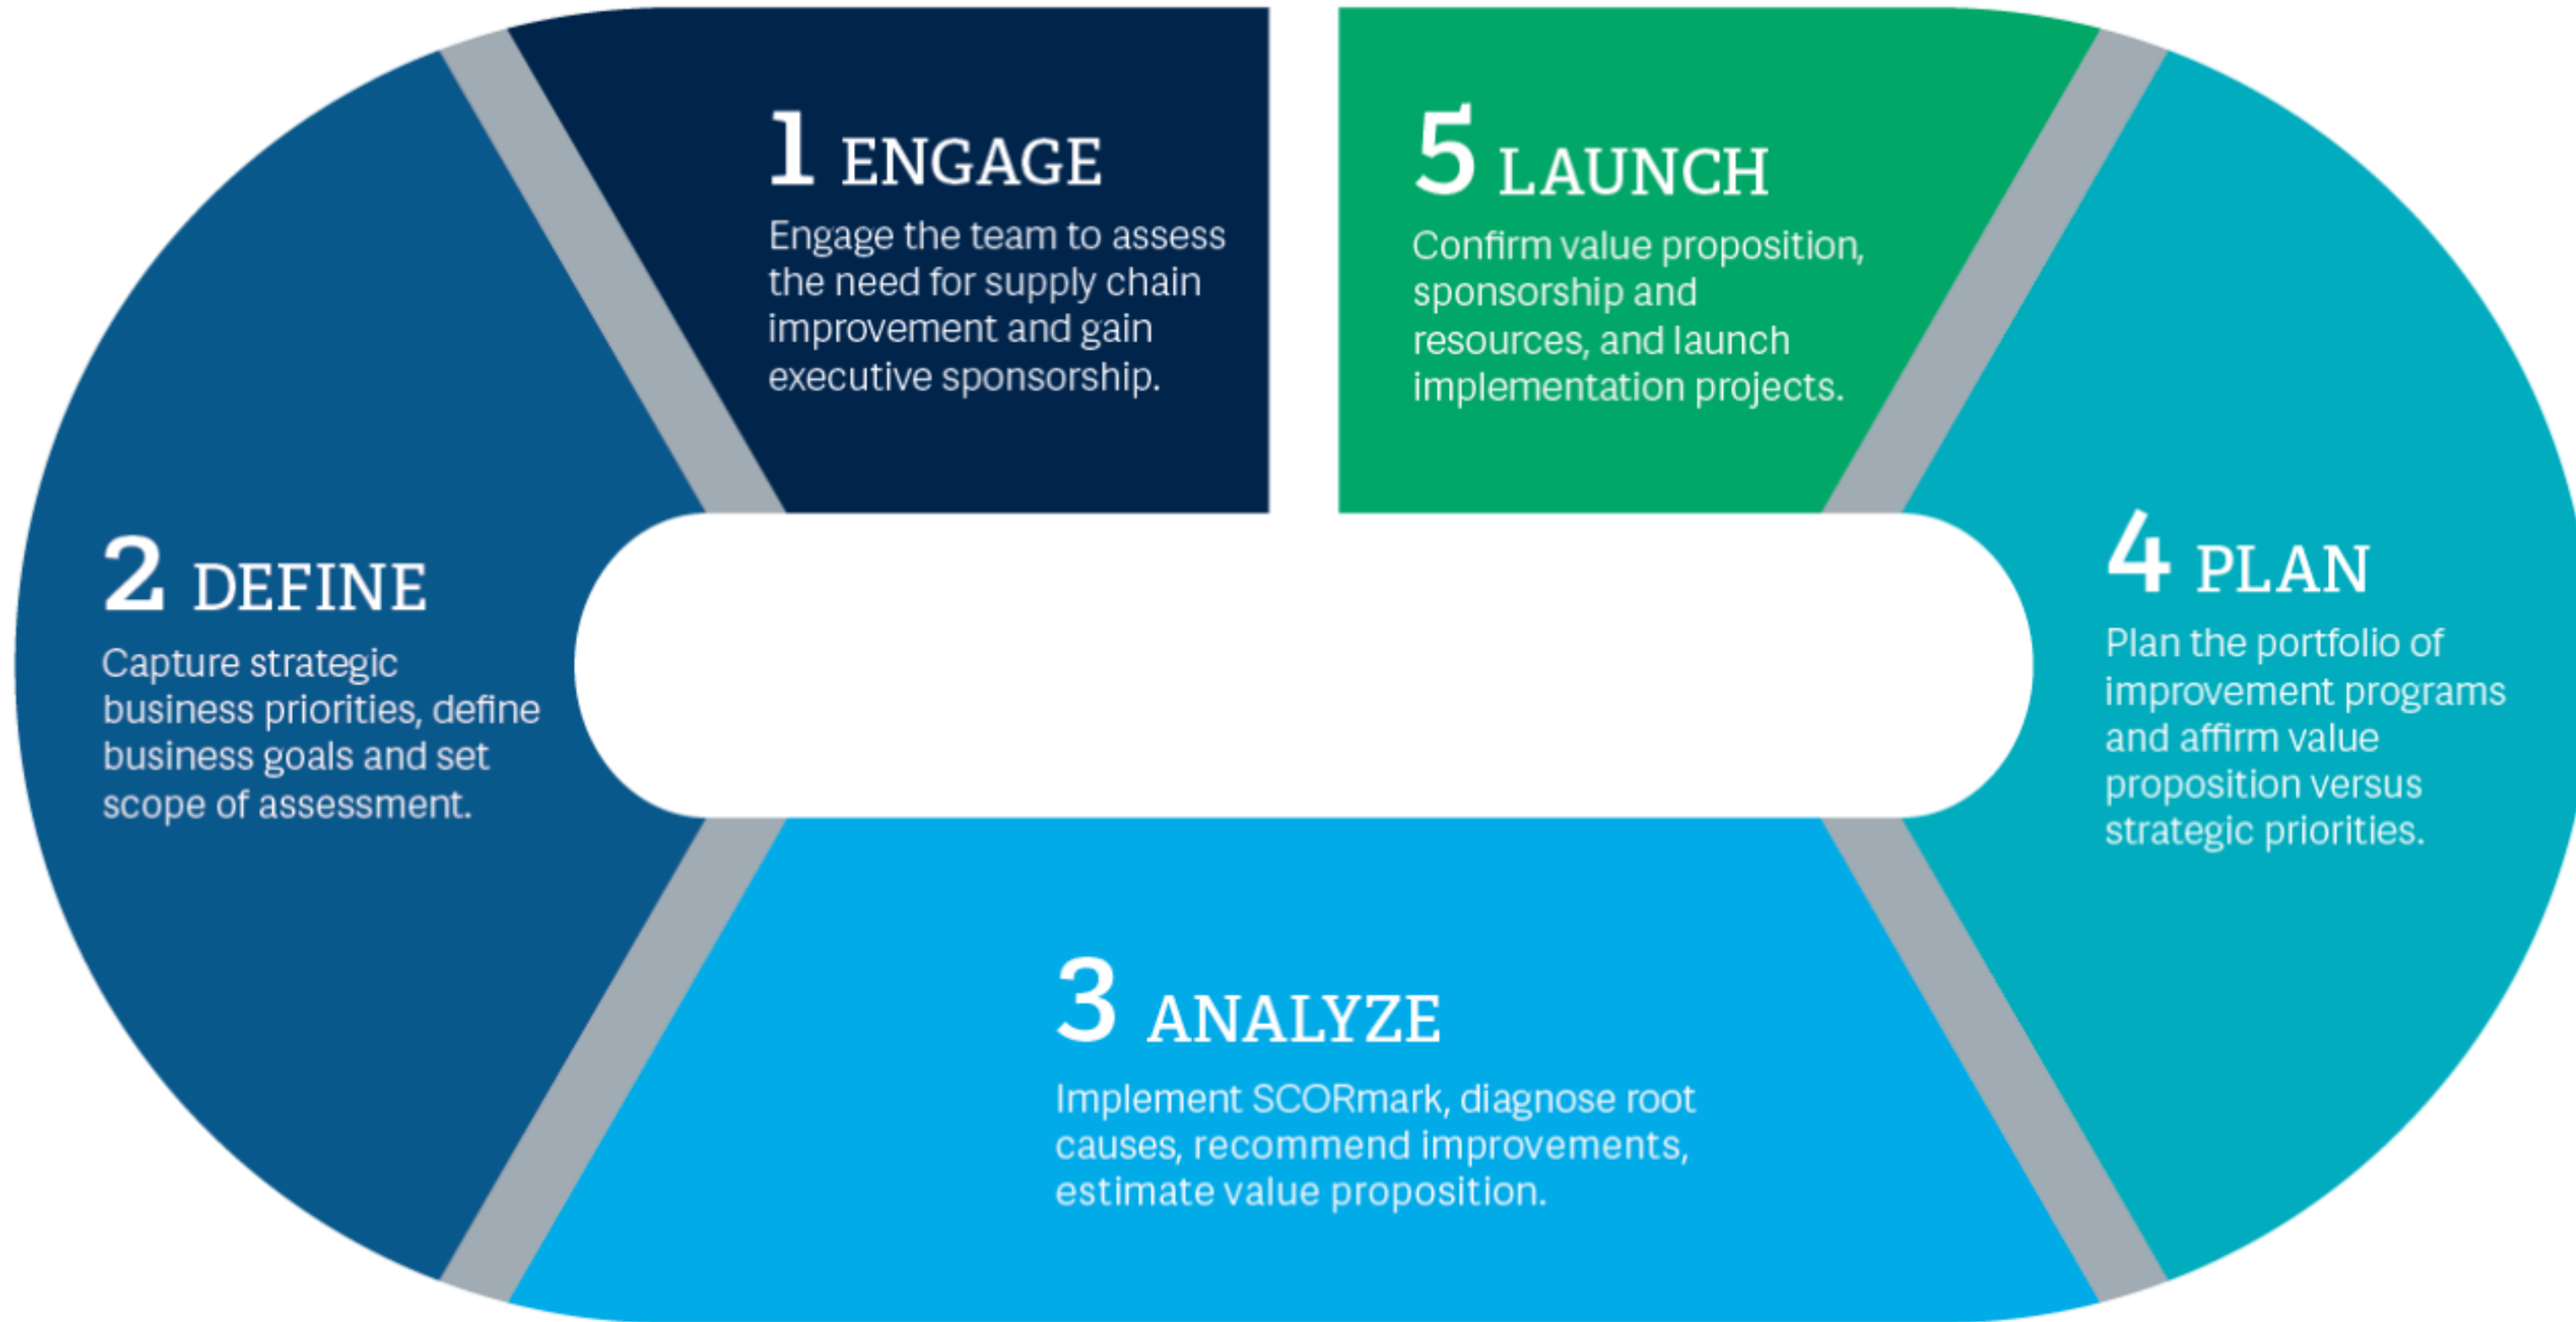 1 ENGAGE
Engage the team to assess
the need for supply chain
improvement and gain
executive sponsorship.
2 DEFINE
Capture strategic
business priorities, define
business goals and set
scope of assessment.
3 ANALYZE
Implement SCORmark, diagnose root
causes, recommend improvements,
estimate value proposition.
4 PLAN
Plan the portfolio of
improvement programs
and affirm value
proposition versus
strategic priorities.
5 LAUNCH
Confirm value proposition,
sponsorship and
resources, and launch
implementation projects.